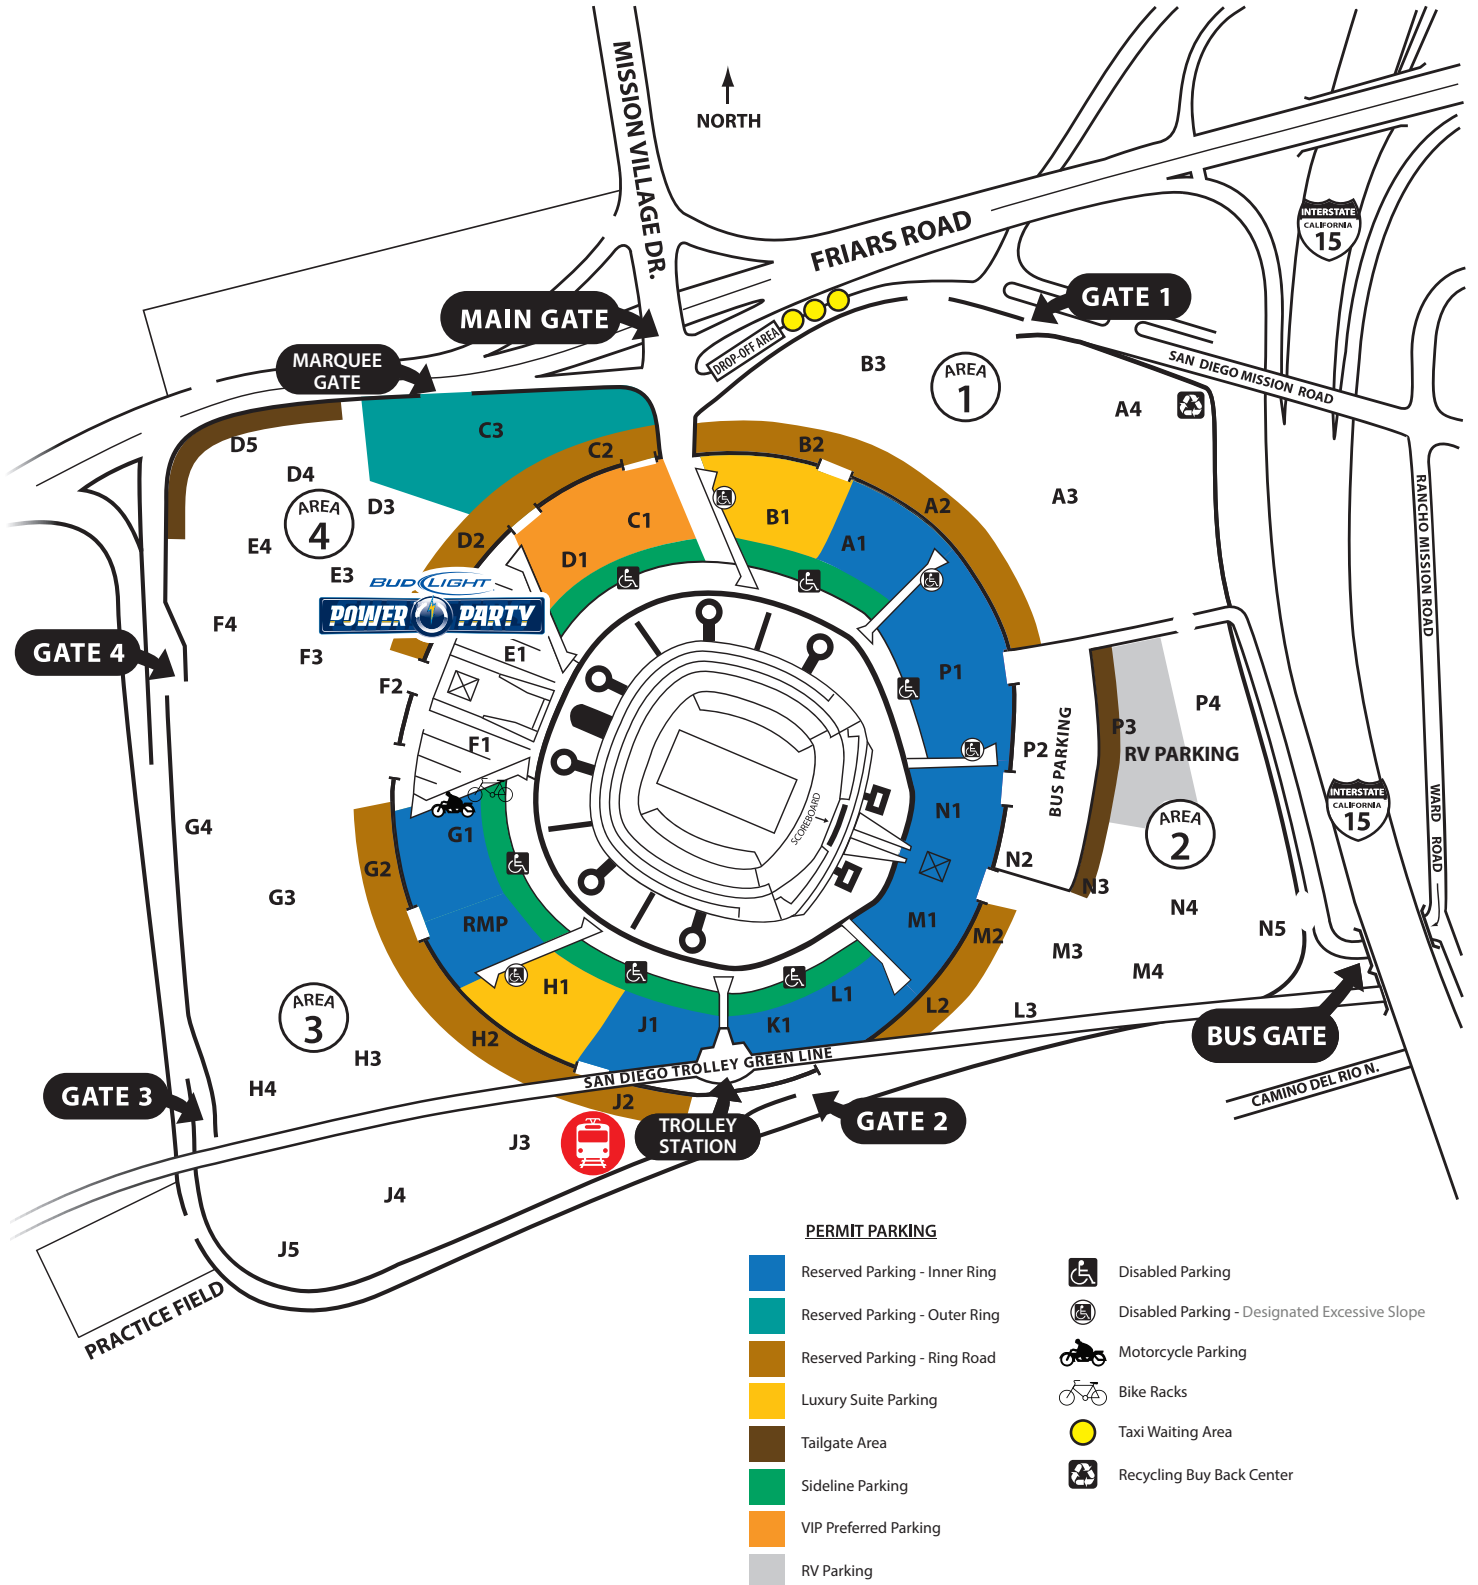 MISSION VILLAGE DR.
NORTH
FRIARS ROAD
INTERSTATE
CALIFORNIA
15
MAIN GATE
GATE 1
MARQUEE
GATE
DROP-OFF AREA
SAN DIEGO MISSION ROAD
B3
AREA
1
A4
C3
D5
C2
B2
RANCHO MISSION ROAD
D4
D3
AREA
4
A3
A2
C1
B1
D2
A1
E4
D1
E3
BUD LIGHT
POWER PARTY
F4
GATE 4
E1
F3
P1
F2
P4
P3
F1
P2
BUS PARKING
RV PARKING
INTERSTATE
CALIFORNIA
15
WARD ROAD
SCOREBOARD
G4
G1
N1
AREA
2
N2
G2
N3
G3
N4
RMP
M1
N5
M2
M3
M4
AREA
3
H1
L1
L2
L3
J1
K1
BUS GATE
H2
H3
SAN DIEGO TROLLEY GREEN LINE
H4
GATE 3
CAMINO DEL RIO N.
J2
GATE 2
TROLLEY
STATION
J3
J4
J5
PRACTICE FIELD
PERMIT PARKING
Reserved Parking - Inner Ring
Reserved Parking - Outer Ring
Reserved Parking - Ring Road
Luxury Suite Parking
Tailgate Area
Sideline Parking
VIP Preferred Parking
RV Parking
Disabled Parking
Disabled Parking - Designated Excessive Slope
Motorcycle Parking
Bike Racks
Taxi Waiting Area
Recycling Buy Back Center